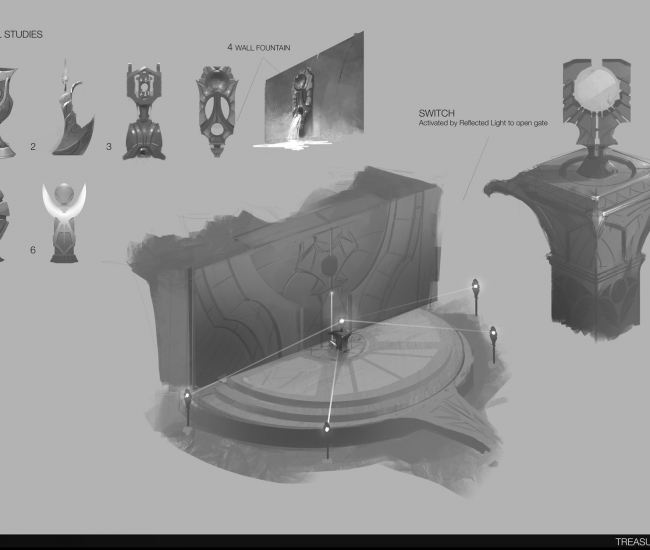 STUDIES
4 WALL FOUNTAIN
2
3
6
SWITCH
Activated by Reflected Light to open gate
TREASU